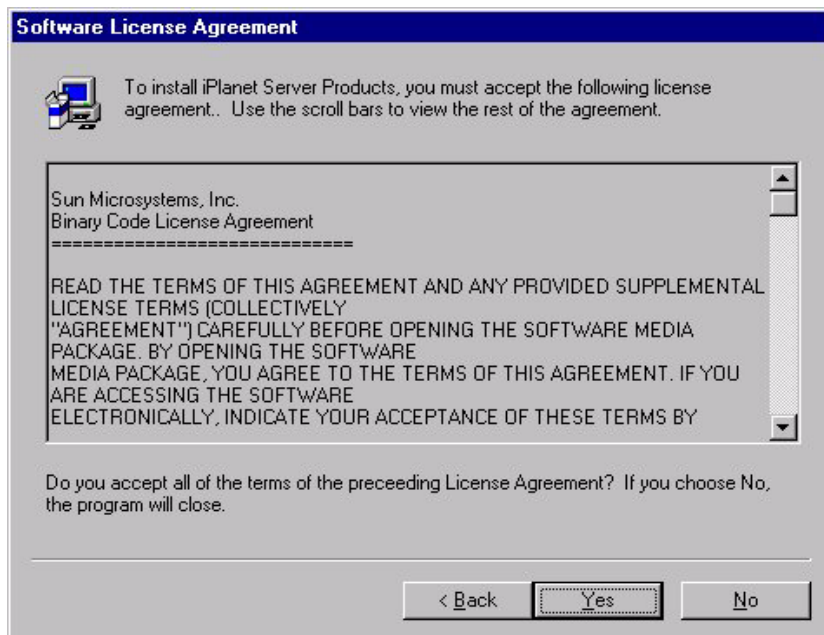 Software License Agreement
To install iPlanet Server Products, you must accept the following license
agreement.. Use the scroll bars to view the rest of the agreement.
Sun Microsystems, Inc.
Binary Code License Agreement
=============================
READ THE TERMS OF THIS AGREEMENT AND ANY PROVIDED SUPPLEMENTAL
LICENSE TERMS (COLLECTIVELY
"AGREEMENT") CAREFULLY BEFORE OPENING THE SOFTWARE MEDIA
PACKAGE. BY OPENING THE SOFTWARE
MEDIA PACKAGE, YOU AGREE TO THE TERMS OF THIS AGREEMENT. IF YOU
ARE ACCESSING THE SOFTWARE
ELECTRONICALLY, INDICATE YOUR ACCEPTANCE OF THESE TERMS BY
Do you accept all of the terms of the preceeding License Agreement? If you choose No,
the program will close.
< Back Yes No